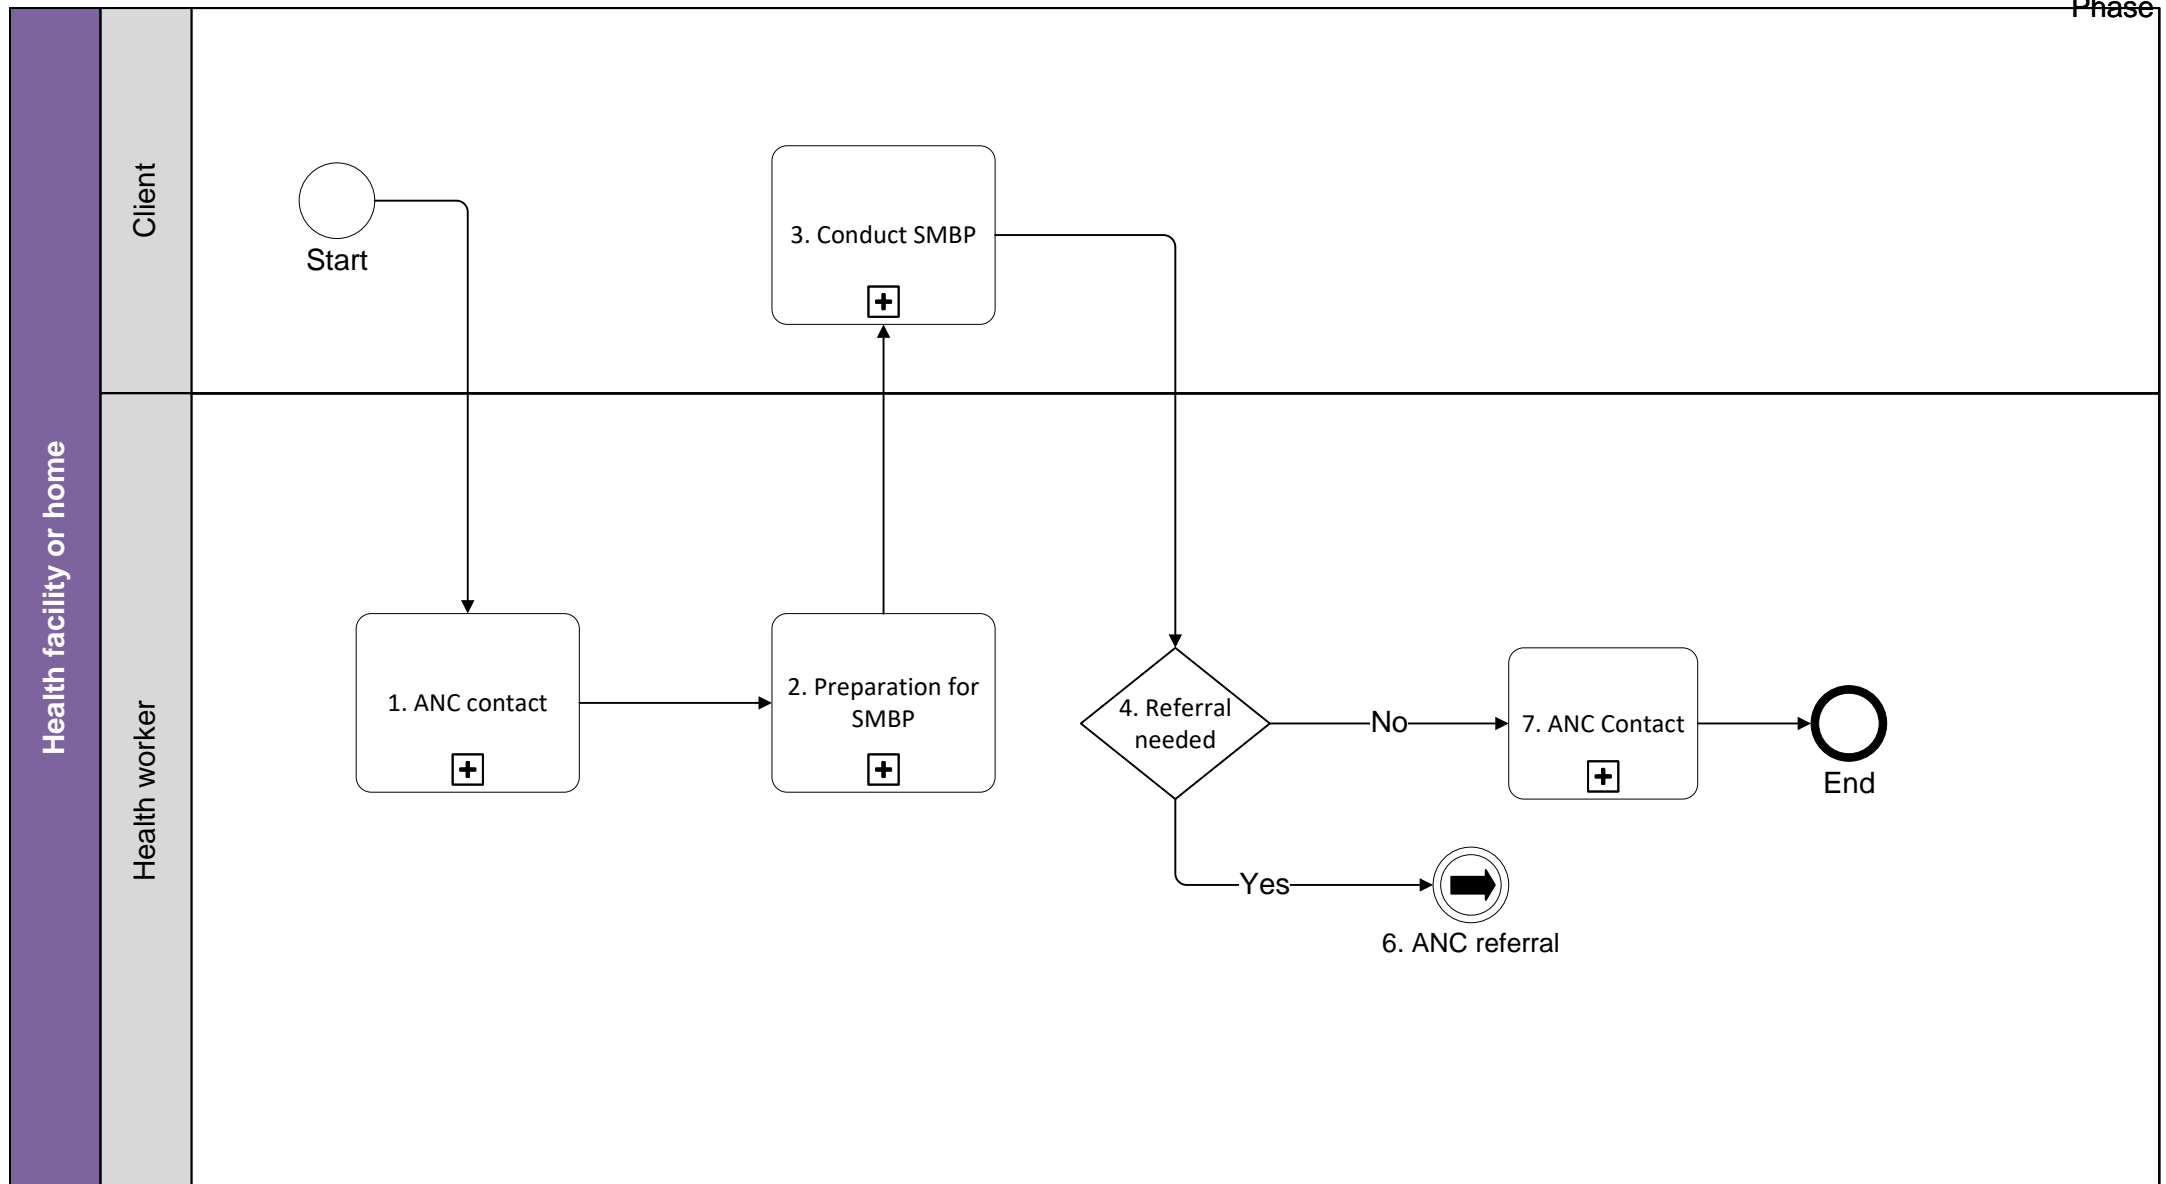 Phase
Health facility or home
Client
Start
3. Conduct SMBP
Health worker
1. ANC contact
2. Preparation for
SMBP
4. Referral
needed
No
7. ANC Contact
End
Yes
6. ANC referral